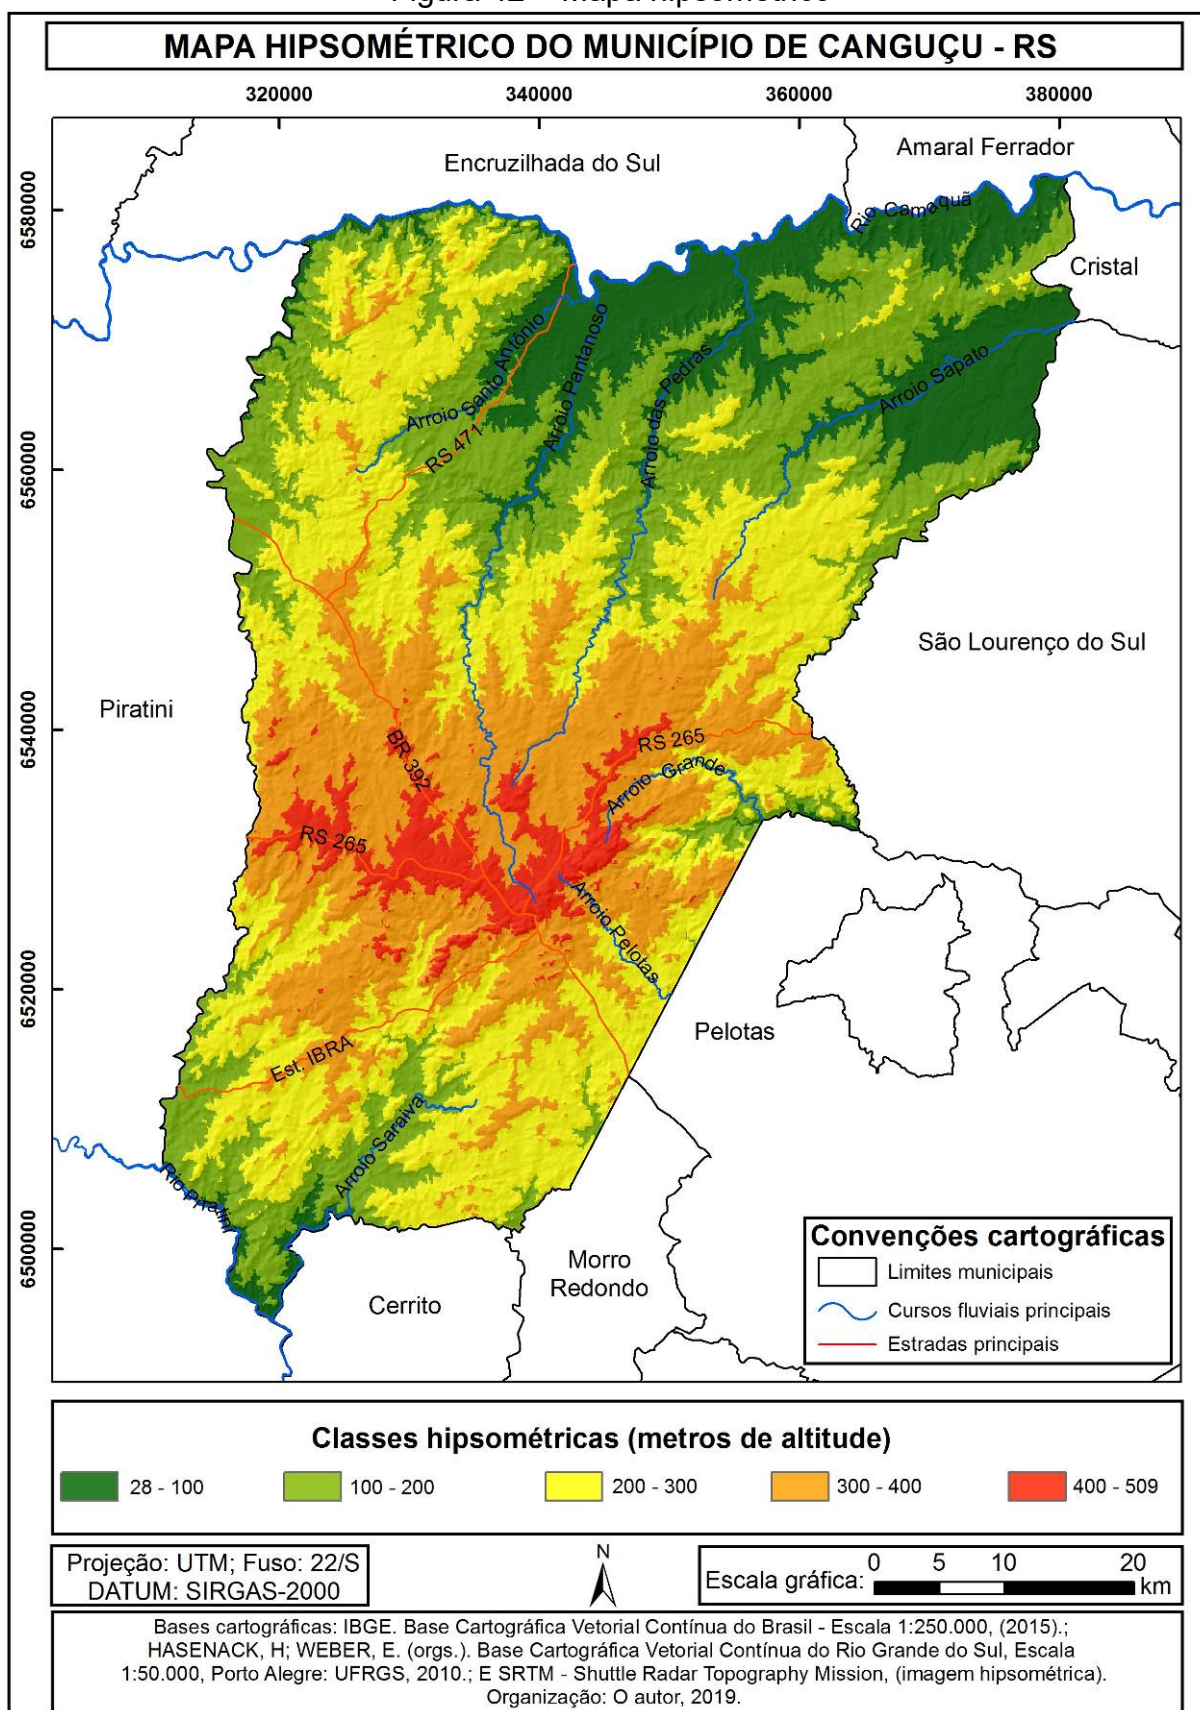 MAPA HIPSOMÉTRICO DO MUNICÍPIO DE CANGUÇU - RS
320000
340000
360000
380000
6580000
6560000
6540000
6520000
6500000
Encruzilhada do Sul
Amaral Ferrador
Rio Camaquã
Cristal
Arroio Santo Antônio
RS 471
Arroio Pantanoso
Arroio das Pedras
Arroio Sapato
São Lourenço do Sul
Piratini
BR 392
RS 265
Arroio Grande
RS 265
Arroio Pelotas
Pelotas
Est. IBRA
Arroio Saraiva
Rio Piratini
Cerrito
Morro
Redondo
Convenções cartográficas
Limites municipais
Cursos fluviais principais
Estradas principais
Classes hipsométricas (metros de altitude)
28 - 100
100 - 200
200 - 300
300 - 400
400 - 509
Projeção: UTM; Fuso: 22/S
DATUM: SIRGAS-2000
N
Escala gráfica:
0 5 10 20
km
Bases cartográficas: IBGE. Base Cartográfica Vetorial Contínua do Brasil - Escala 1:250.000, (2015).;
HASENACK, H; WEBER, E. (orgs.). Base Cartográfica Vetorial Contínua do Rio Grande do Sul, Escala
1:50.000, Porto Alegre: UFRGS, 2010.; E SRTM - Shuttle Radar Topography Mission, (imagem hipsométrica).
Organização: O autor, 2019.